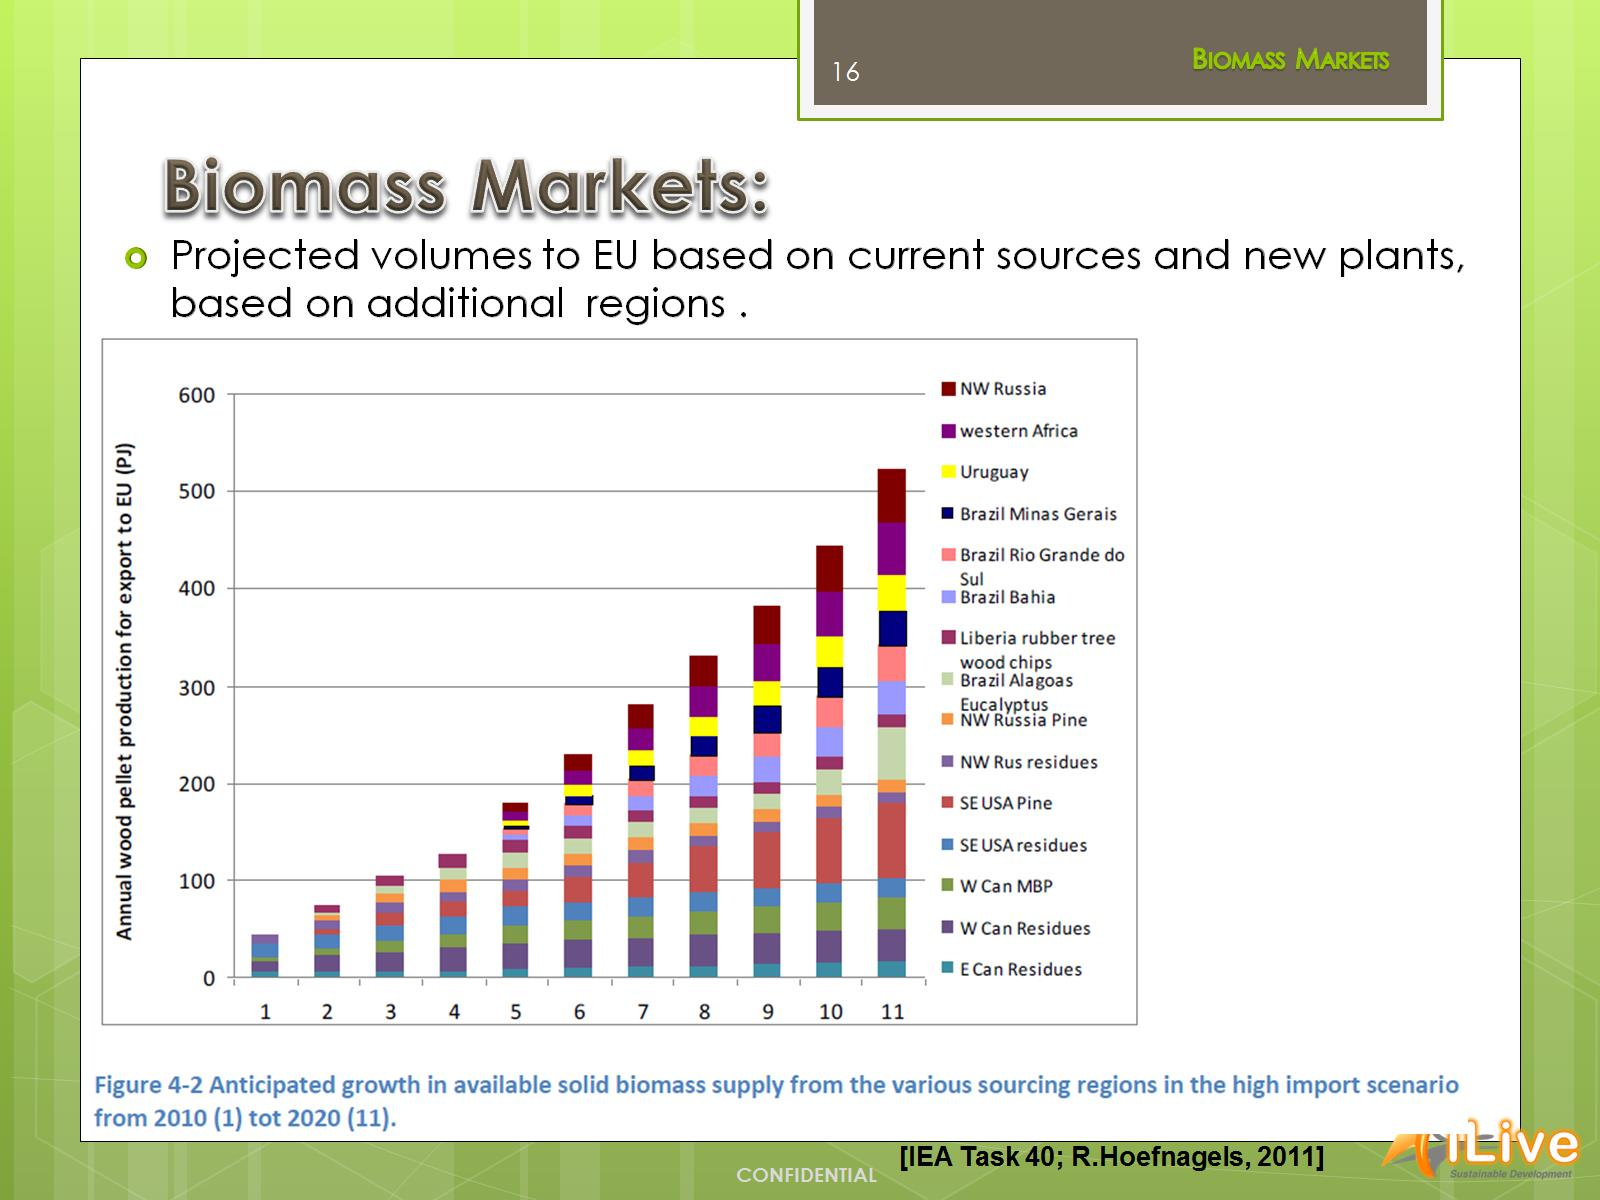 16
Biomass Markets
Biomass Markets:
Projected volumes to EU based on current sources and new plants,
based on additional  regions .
Annual wood pellet production for export to EU (PJ)
600
500
400
300
200
100
0
1 2 3 4 5 6 7 8 9 10 11
NW Russia
western Africa
Uruguay
Brazil Minas Gerais
Brazil Rio Grande do
Sul
Brazil Bahia
Liberia rubber tree
wood chips
Brazil Alagoas
Eucalyptus
NW Russia Pine
NW Rus residues
SE USA Pine
SE USA residues
W Can MBP
W Can Residues
E Can Residues
Figure 4-2 Anticipated growth in available solid biomass supply from the various sourcing regions in the high import scenario
from 2010 (1) tot 2020 (11).
[IEA Task 40; R.Hoefnagels, 2011]
CONFIDENTIAL
AiLive
Sustainable Development